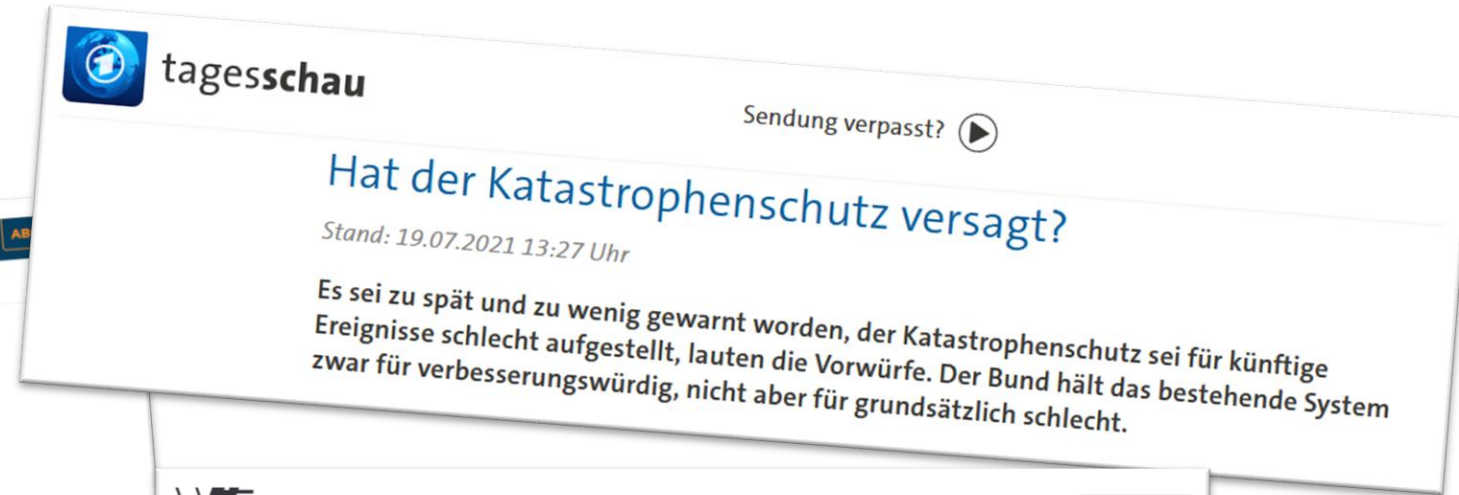 tagesschau
Sendung verpasst?
Hat der Katastrophenschutz versagt?
Stand: 19.07.2021 13:27 Uhr
Es sei zu spät und zu wenig gewarnt worden, der Katastrophenschutz sei für künftige
Ereignisse schlecht aufgestellt, lauten die Vorwürfe. Der Bund hält das bestehende System
zwar für verbesserungswürdig, nicht aber für grundsätzlich schlecht.